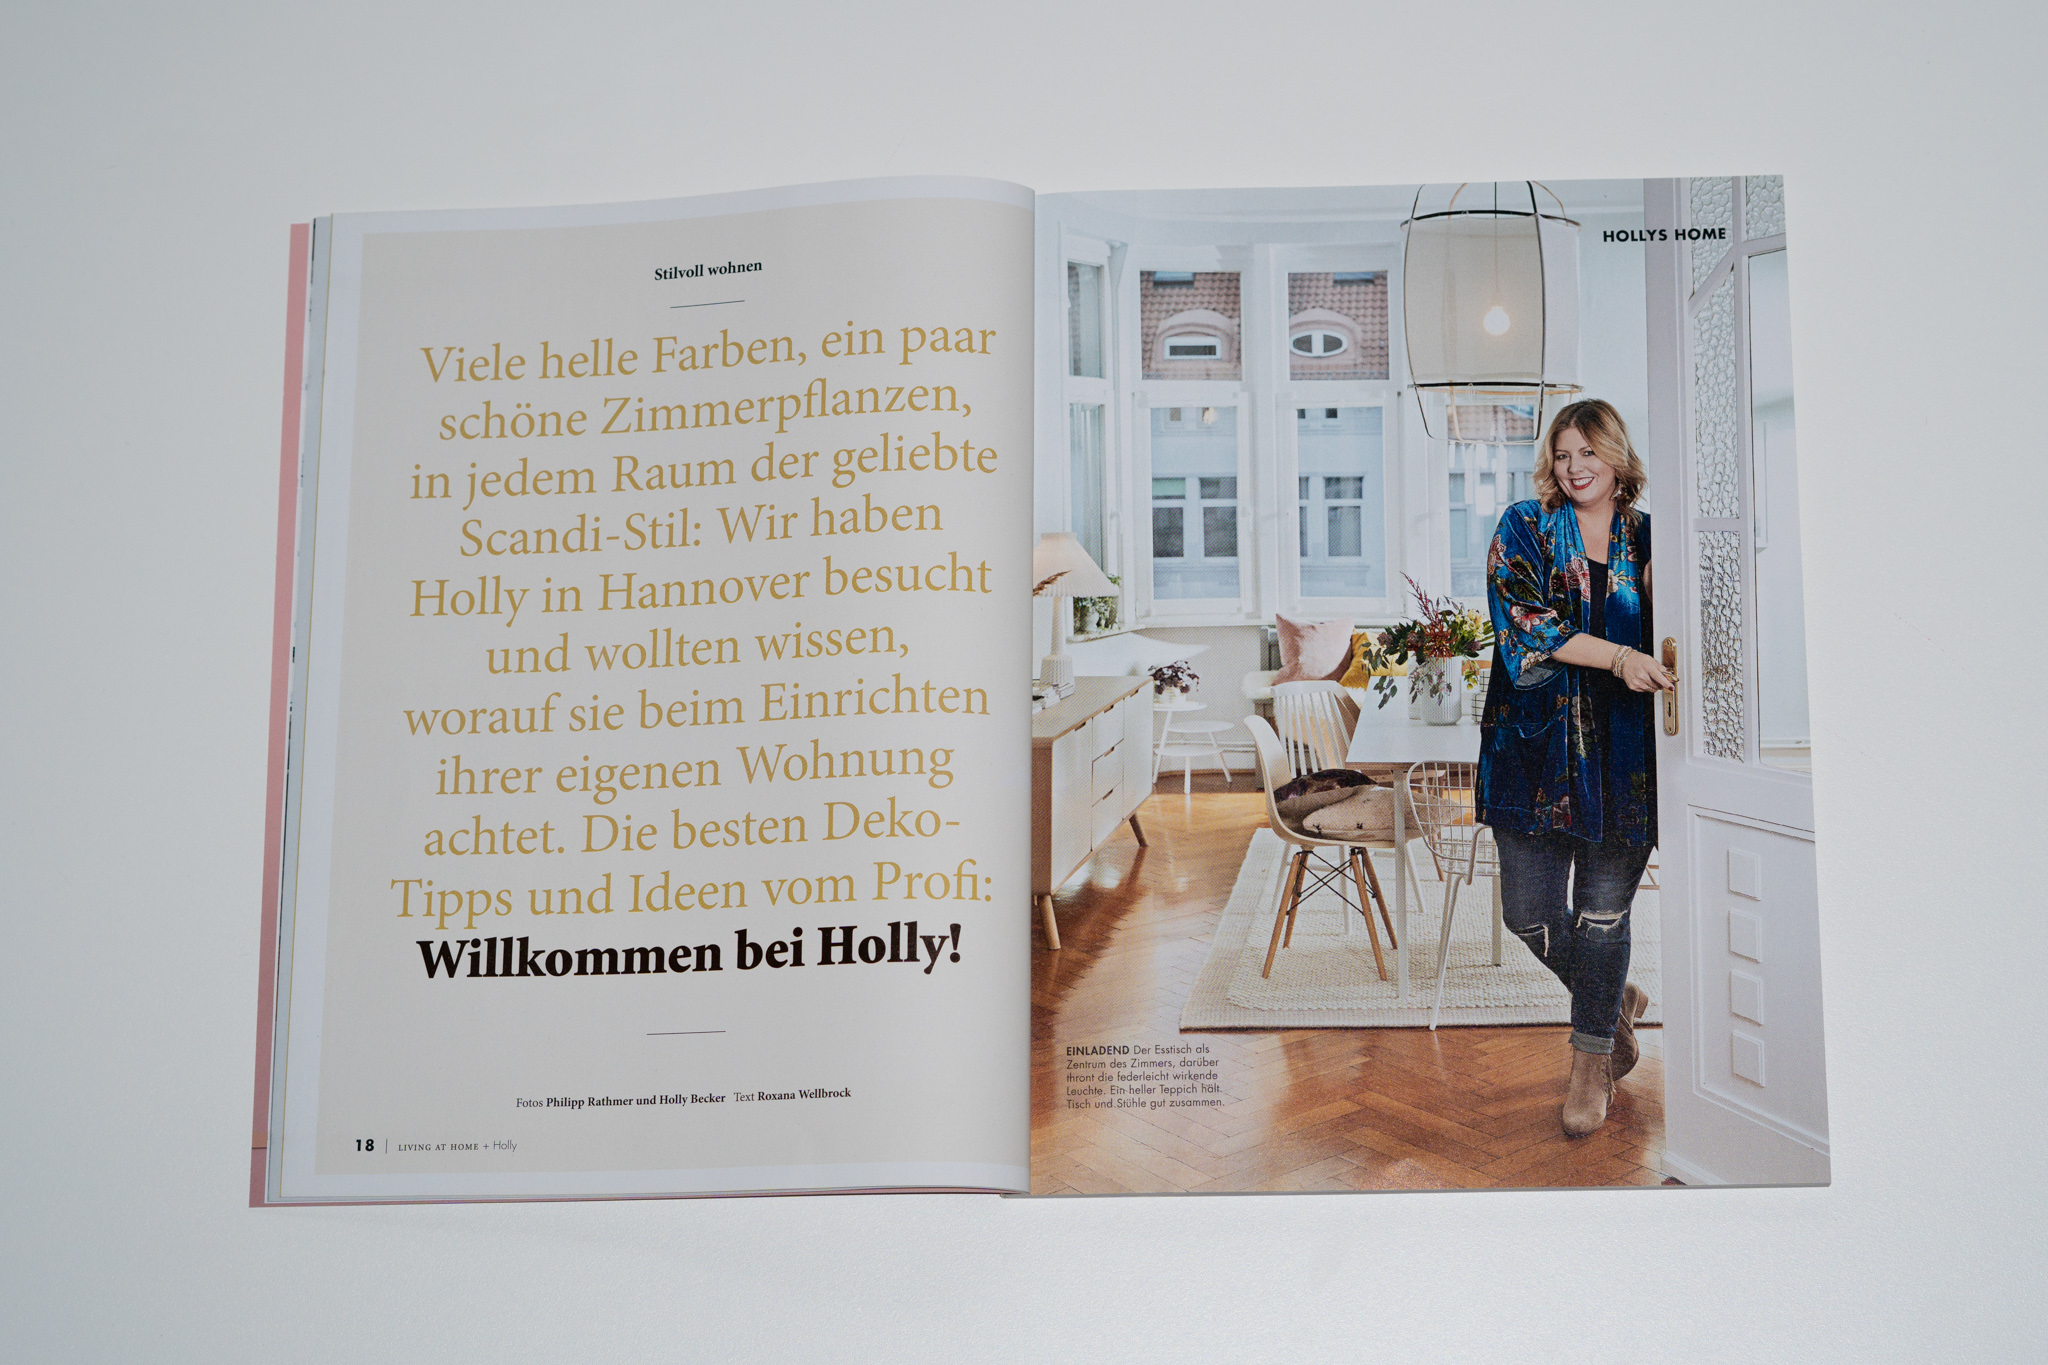 Stilvoll wohnen
Viele helle Farben, ein paar
schöne Zimmerpflanzen,
in jedem Raum der geliebte
Scandi-Stil: Wir haben
Holly in Hannover besucht
und wollten wissen,
worauf sie beim Einrichten
ihrer eigenen Wohnung
achtet. Die besten Deko-
Tipps und Ideen vom Profi:
Willkommen bei Holly!
Fotos Philipp Rathmer und Holly Becker Text Roxana Wellbrock
18 | LIVING AT HOME + Holly
HOLLYS HOME
EINLADEND Der Esstisch als
Zentrum des Zimmers, darüber
thront die federleicht wirkende
Leuchte. Ein heller Teppich hält
Tisch und Stühle gut zusammen.